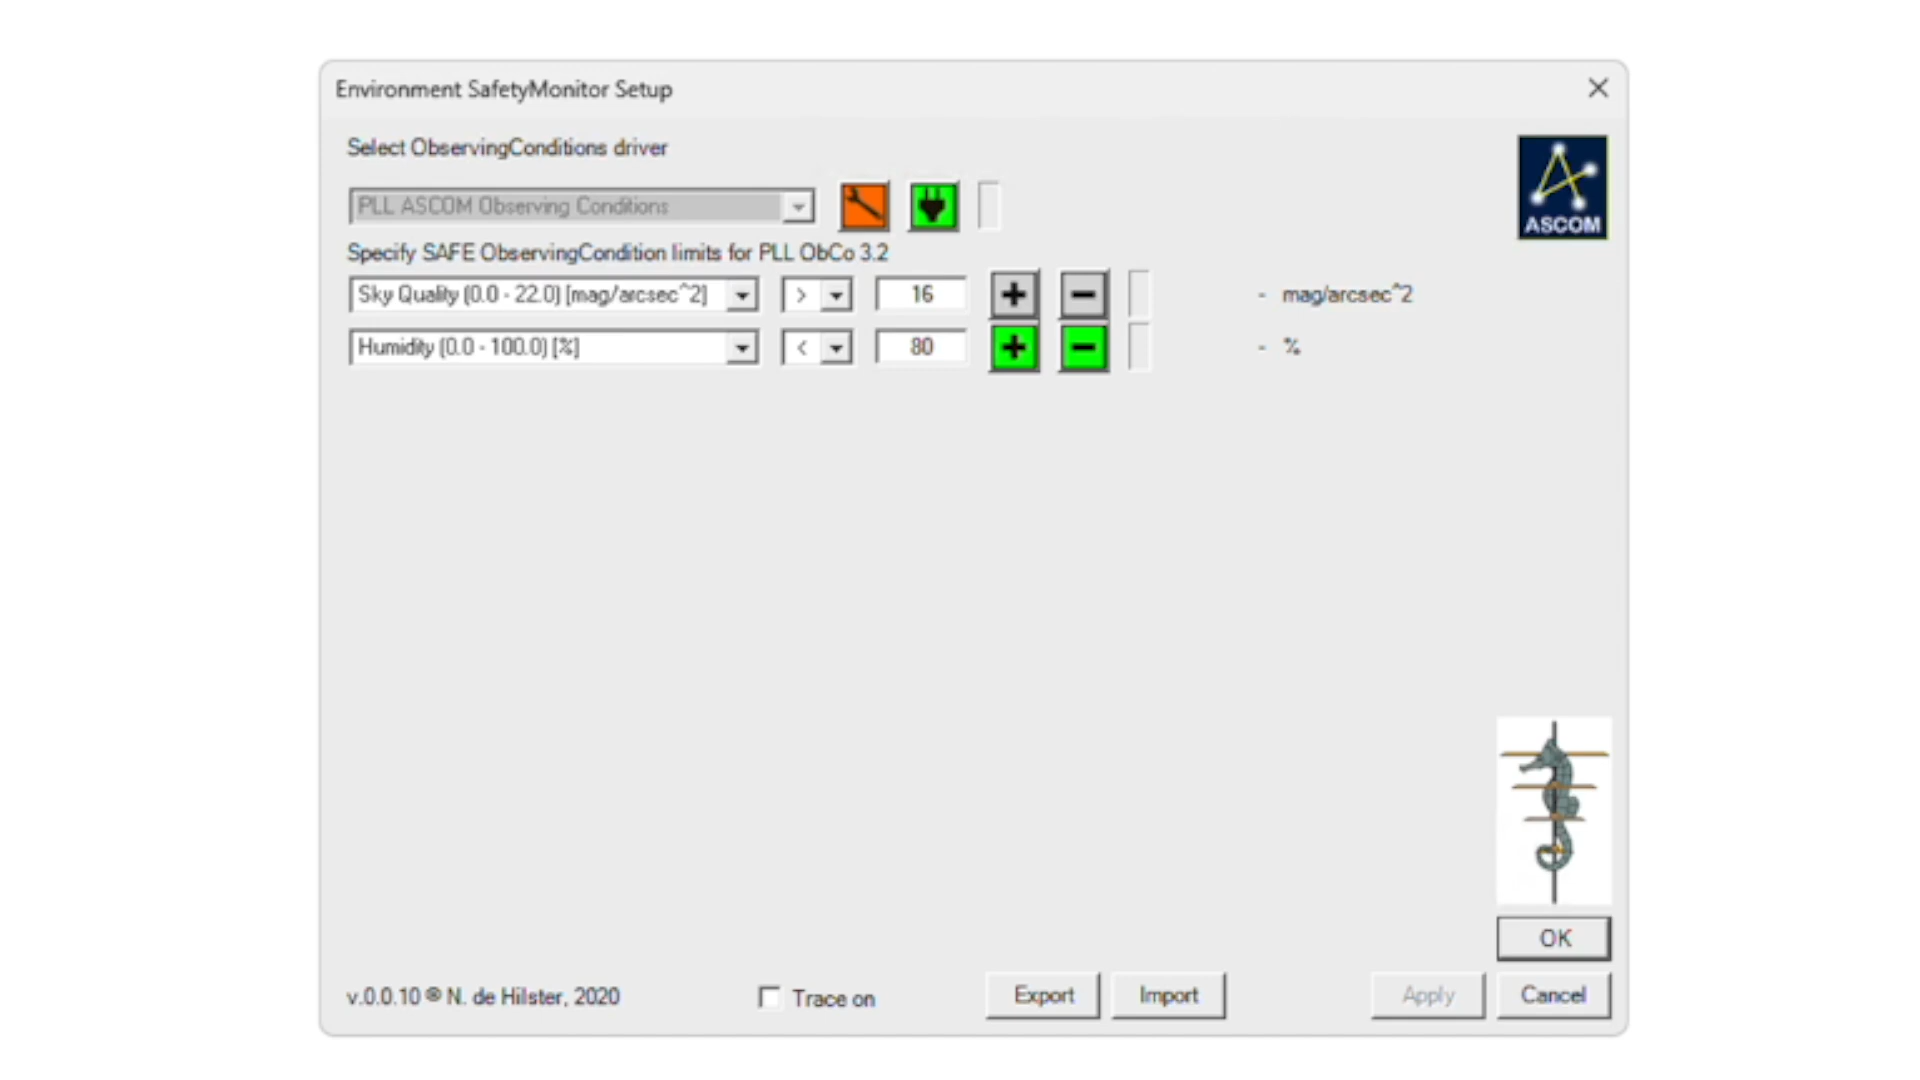 Environment SafetyMonitor Setup
Select ObservingConditions driver
ASCOM
PLL ASCOM Observing Conditions
Specify SAFE ObservingCondition limits for PLL ObCo 3.2
Sky Quality (0.0 - 22.0) [mag/arcsec^2] > 16 + - - mag/arcsec^2
Humidity (0.0 - 100.0) [%] < 80 + - - %
OK
v.0.0.10 ® N. de Hilster, 2020 Trace on Export Import Apply Cancel